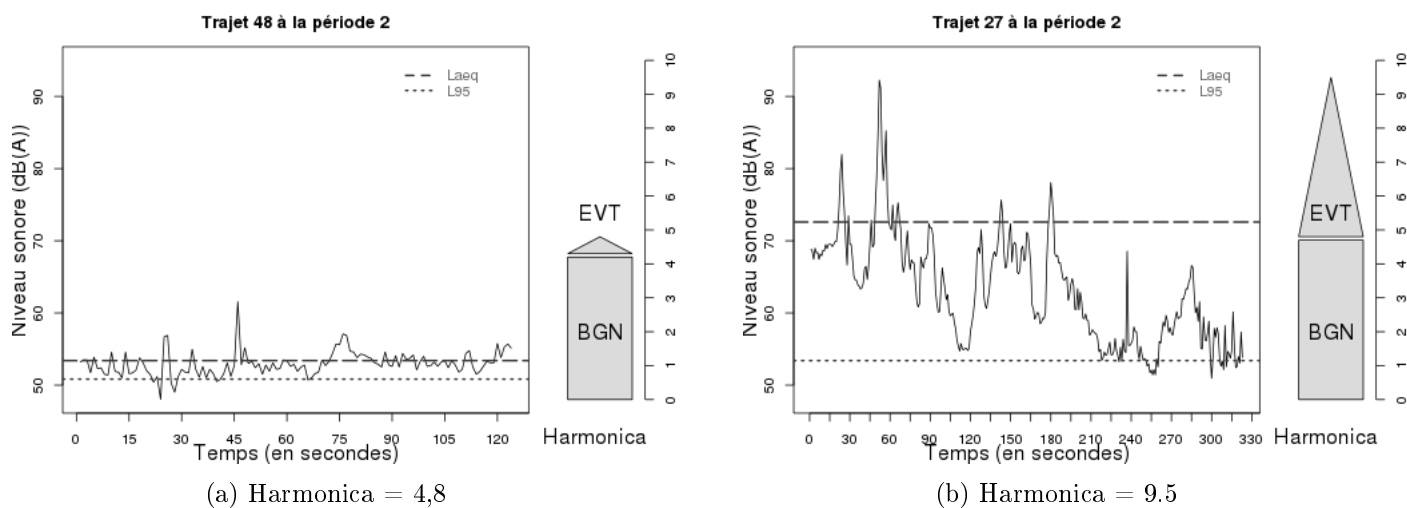 Trajet 48 à la période 2
Laeq
L95
Niveau sonore (dB(A))
90
80
70
60
50
0 15 30 45 60 75 90 105 120
Temps (en secondes)
10
9
8
7
6
5
4
3
2
1
0
EVT
BGN
Harmonica
(a) Harmonica = 4,8
Trajet 27 à la période 2
Laeq
L95
Niveau sonore (dB(A))
90
80
70
60
50
0 30 60 90 120 150 180 210 240 270 300 330
Temps (en secondes)
10
9
8
7
6
5
4
3
2
1
0
EVT
BGN
Harmonica
(b) Harmonica = 9.5